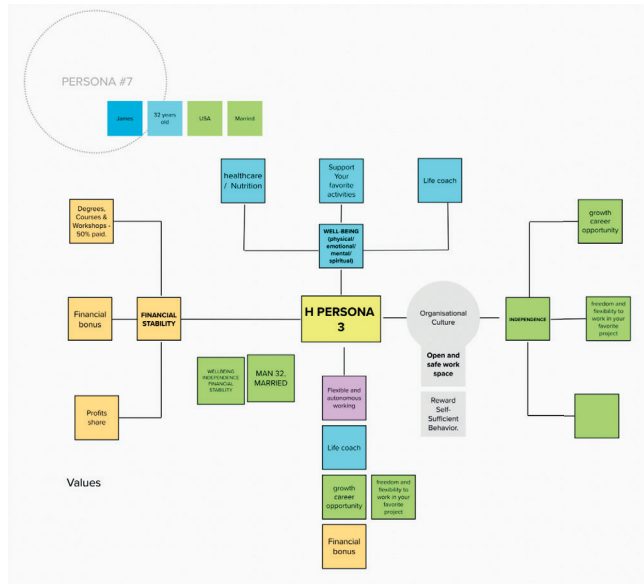 PERSONA #7
James
32 years
old
USA
Married
healthcare
/ Nutrition
Support
Your
favorite
activities
Life coach
Degrees,
Courses &
Workshops -
50% paid.
WELL-BEING
(physical/
emotional/
mental/
spiritual)
growth
career
opportunity
Financial
bonus
FINANCIAL
STABILITY
H PERSONA
3
Organisational
Culture
INDEPENDENCE
freedom and
flexibility to
work in your
favorite
project
Open and
safe work
space
WELLBEING
INDEPENDENCE
FINANCIAL
STABILITY
MAN 32,
MARRIED
Flexible and
autonomous
working
Reward
Self-
Sufficient
Behavior.
Profits
share
Life coach
Values
growth
career
opportunity
freedom and
flexibility to
work in your
favorite
project
Financial
bonus